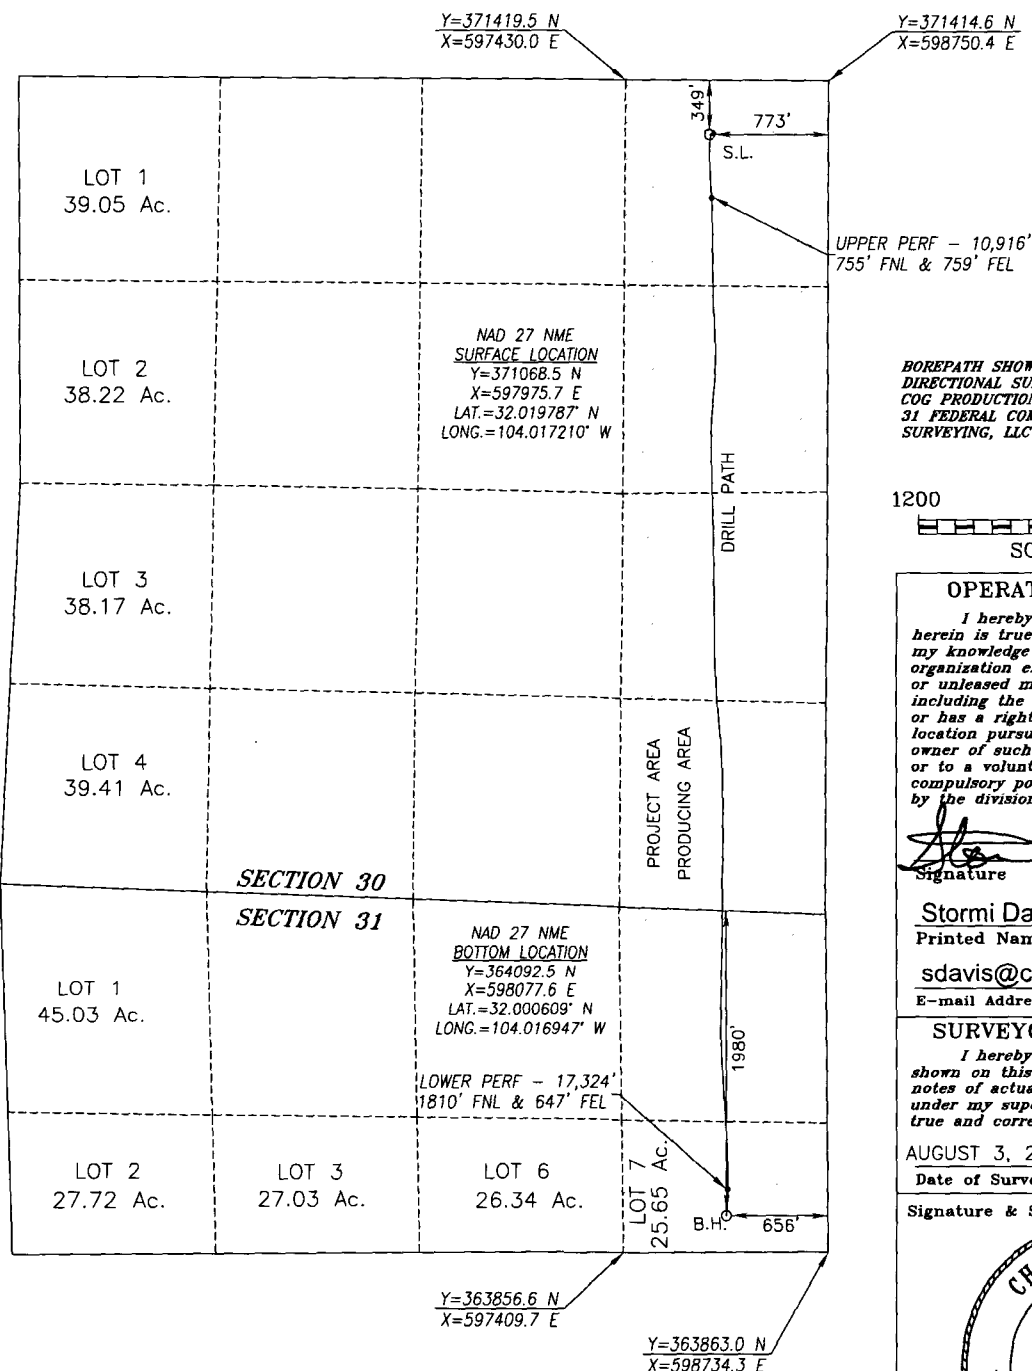 Y=371419.5 N
X=597430.0 E
Y=371414.6 N
X=598750.4 E
349'
773'
S.L.
LOT 1
39.05 Ac.
UPPER PERF – 10,916'
755' FNL & 759' FEL
LOT 2
38.22 Ac.
NAD 27 NME
SURFACE LOCATION
Y=371068.5 N
X=597975.7 E
LAT.=32.019787° N
LONG.=104.017210° W
BOREPATH SHOW
DIRECTIONAL SU
COG PRODUCTION
31 FEDERAL CO
SURVEYING, LLC
DRILL PATH
1200
LOT 3
38.17 Ac.
OPERAT
I hereby
herein is true
my knowledge
organization e
or unleased m
including the
or has a right
location pursu
owner of such
or to a volunt
compulsory po
by the division
LOT 4
39.41 Ac.
PROJECT AREA
PRODUCING AREA
Signature
SECTION 30
SECTION 31
Stormi Da
Printed Nam
sdavis@c
E-mail Addre
NAD 27 NME
BOTTOM LOCATION
Y=364092.5 N
X=598077.6 E
LAT.=32.000609° N
LONG.=104.016947° W
LOT 1
45.03 Ac.
1980'
SURVEYO
I hereby
shown on this
notes of actua
under my supe
true and corre
LOWER PERF – 17,324'
1810' FNL & 647' FEL
AUGUST 3, 2
Date of Surve
LOT 2
27.72 Ac.
LOT 3
27.03 Ac.
LOT 6
26.34 Ac.
LOT 7
25.65 Ac.
B.H.
656'
Signature & S
CH
Y=363856.6 N
X=597409.7 E
Y=363863.0 N
X=598734.3 E